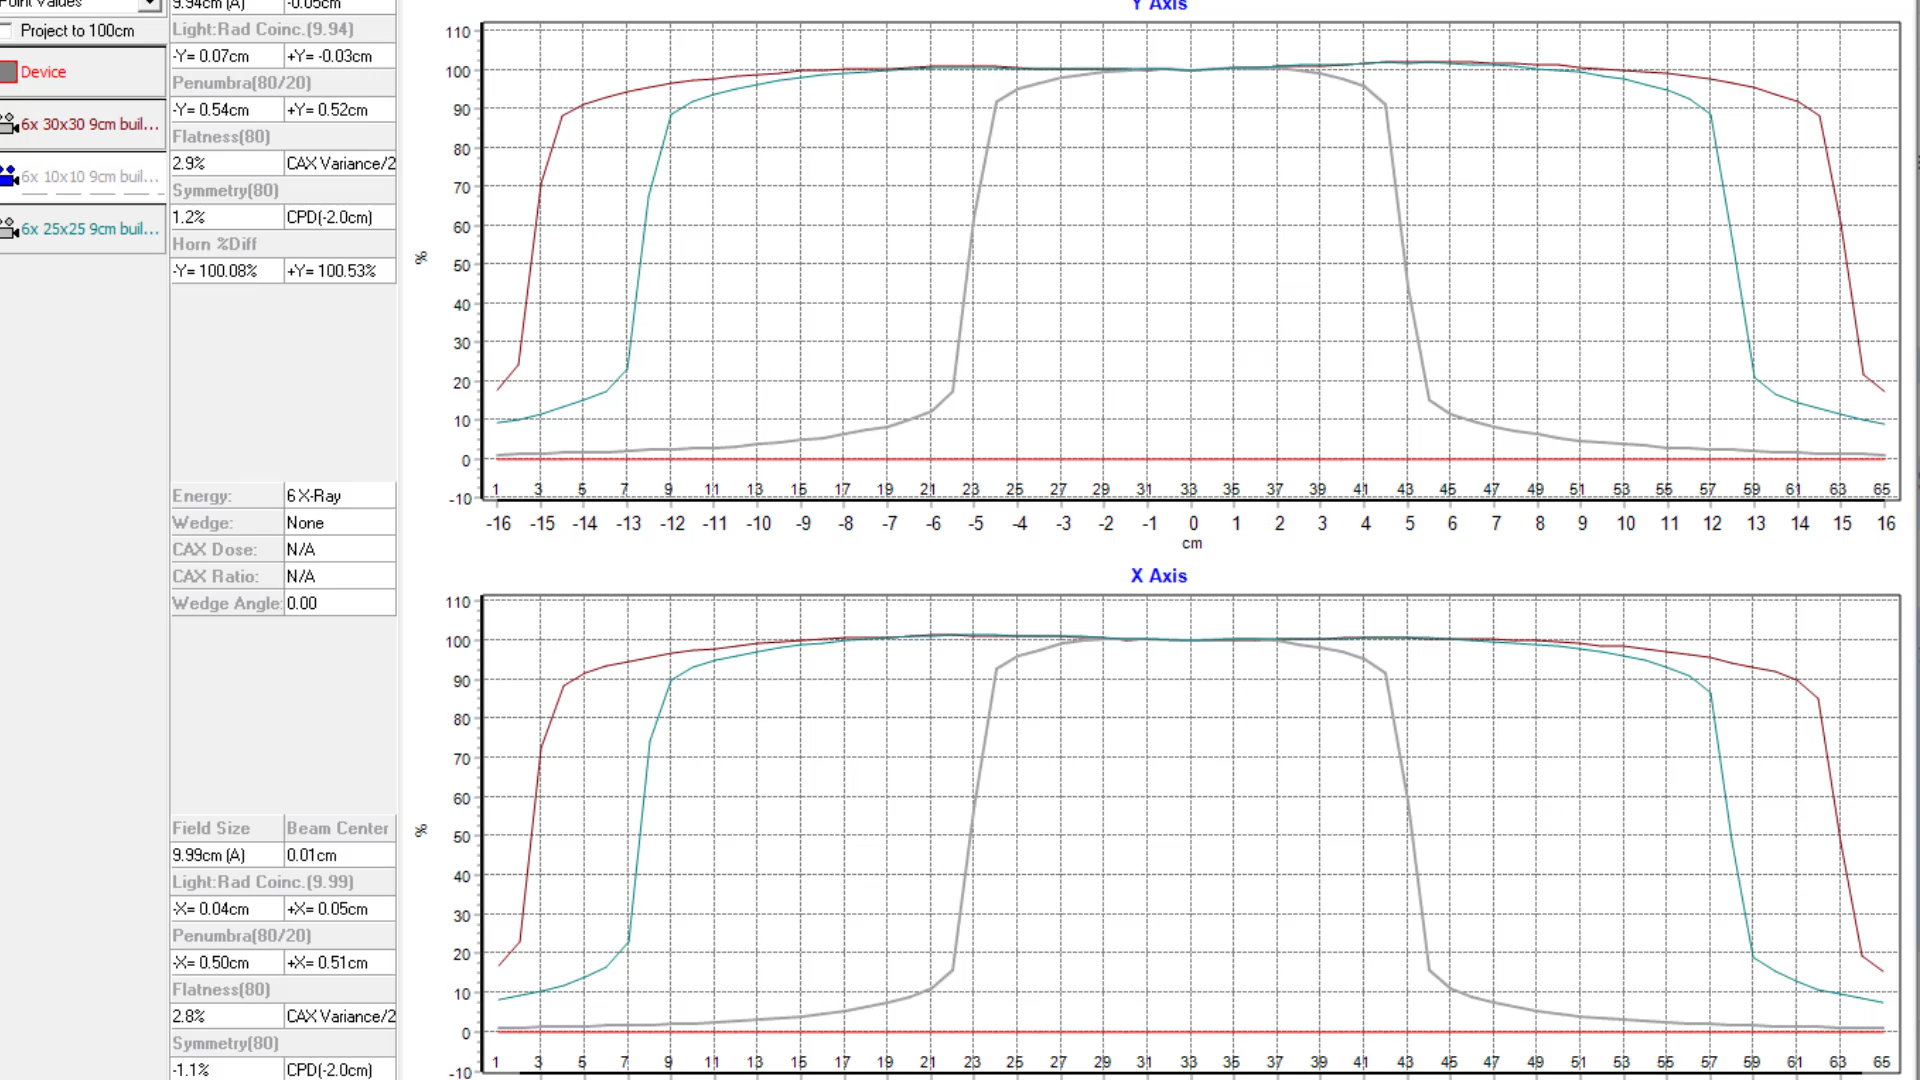 Point Values
Project to 100cm
Device
6x 30x30 9cm buil...
6x 10x10 9cm buil...
6x 25x25 9cm buil...
9.94cm (A) -0.05cm
Light:Rad Coinc.(9.94)
-Y= 0.07cm +Y= -0.03cm
Penumbra(80/20)
-Y= 0.54cm +Y= 0.52cm
Flatness(80)
2.9% CAX Variance/2
Symmetry(80)
1.2% CPD(-2.0cm)
Horn %Diff
-Y= 100.08% +Y= 100.53%
Energy: 6 X-Ray
Wedge: None
CAX Dose: N/A
CAX Ratio: N/A
Wedge Angle: 0.00
Field Size Beam Center
9.99cm (A) 0.01cm
Light:Rad Coinc.(9.99)
-X= 0.04cm +X= 0.05cm
Penumbra(80/20)
-X= 0.50cm +X= 0.51cm
Flatness(80)
2.8% CAX Variance/2
Symmetry(80)
-1.1% CPD(-2.0cm)
Y Axis
110
100
90
80
70
60
%
50
40
30
20
10
0
-10
1 3 5 7 9 11 13 15 17 19 21 23 25 27 29 31 33 35 37 39 41 43 45 47 49 51 53 55 57 59 61 63 65
-16 -15 -14 -13 -12 -11 -10 -9 -8 -7 -6 -5 -4 -3 -2 -1 0 1 2 3 4 5 6 7 8 9 10 11 12 13 14 15 16
cm
X Axis
110
100
90
80
70
60
%
50
40
30
20
10
0
-10
1 3 5 7 9 11 13 15 17 19 21 23 25 27 29 31 33 35 37 39 41 43 45 47 49 51 53 55 57 59 61 63 65